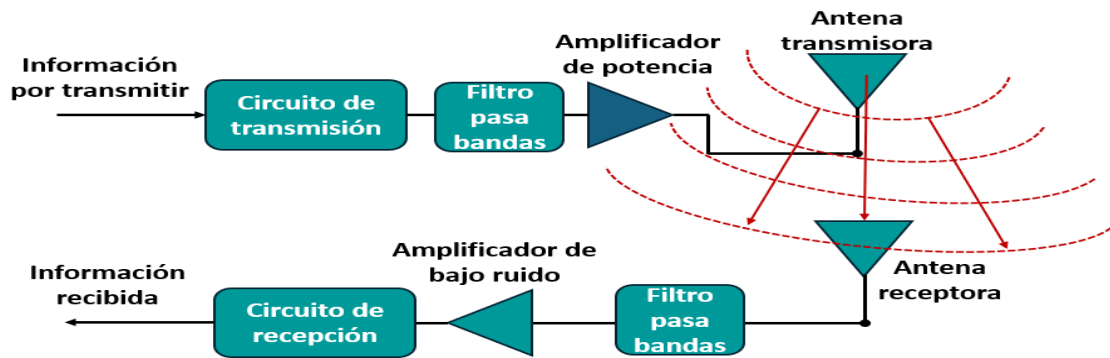 Información
por transmitir
Circuito de
transmisión
Filtro
pasa
bandas
Amplificador
de potencia
Antena
transmisora
Información
recibida
Circuito de
recepción
Amplificador de
bajo ruido
Filtro
pasa
bandas
Antena
receptora